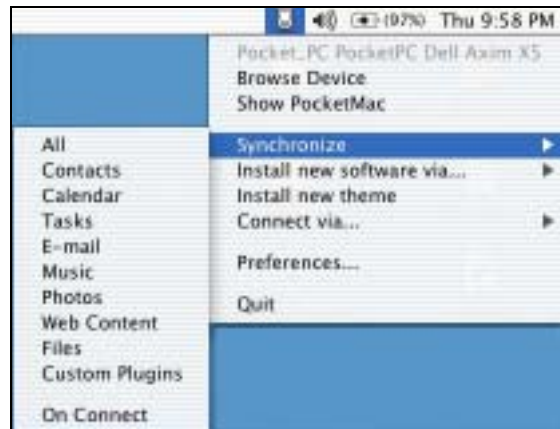 (97%) Thu 9:58 PM
Pocket_PC PocketPC Dell Axim X5
Browse Device
Show PocketMac
Synchronize
Install new software via...
Install new theme
Connect via...
Preferences...
Quit
All
Contacts
Calendar
Tasks
E-mail
Music
Photos
Web Content
Files
Custom Plugins
On Connect